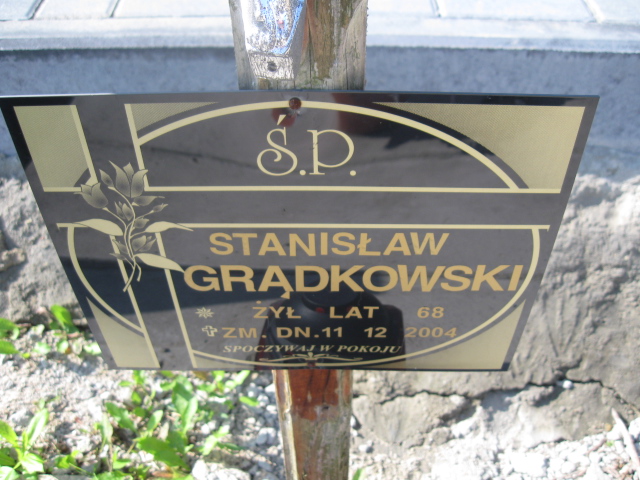 Ś.P.
STANISŁAW
GRĄDKOWSKI
ŻYŁ LAT 68
ZM. DN. 11 12 2004
SPOCZYWAJ W POKOJU